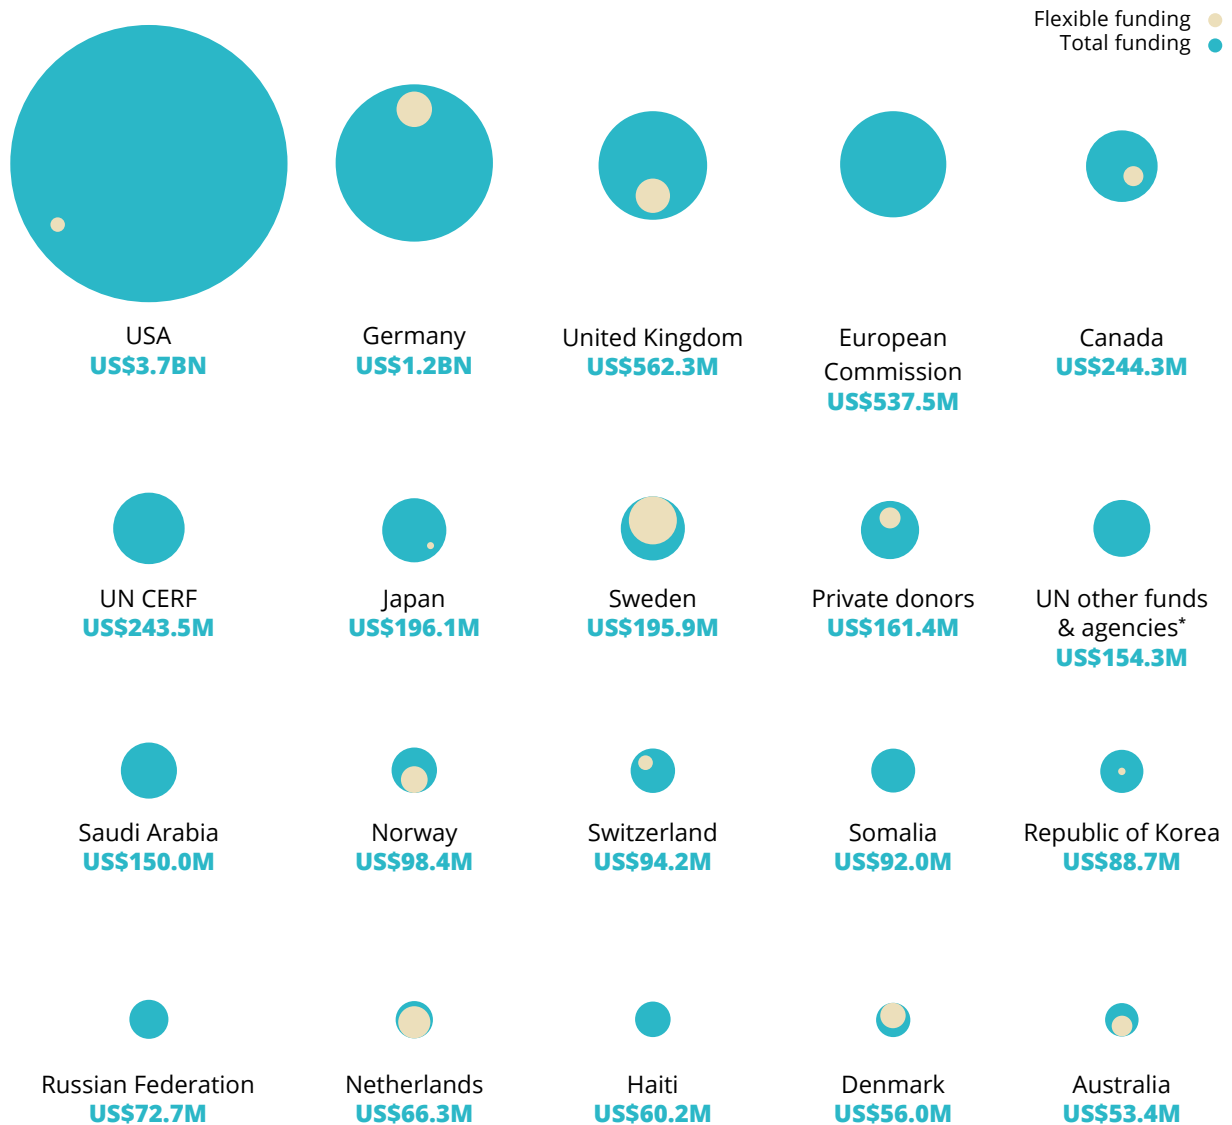 Flexible funding
Total funding
USA
US$3.7BN
Germany
US$1.2BN
United Kingdom
US$562.3M
European
Commission
US$537.5M
Canada
US$244.3M
UN CERF
US$243.5M
Japan
US$196.1M
Sweden
US$195.9M
Private donors
US$161.4M
UN other funds
& agencies*
US$154.3M
Saudi Arabia
US$150.0M
Norway
US$98.4M
Switzerland
US$94.2M
Somalia
US$92.0M
Republic of Korea
US$88.7M
Russian Federation
US$72.7M
Netherlands
US$66.3M
Haiti
US$60.2M
Denmark
US$56.0M
Australia
US$53.4M